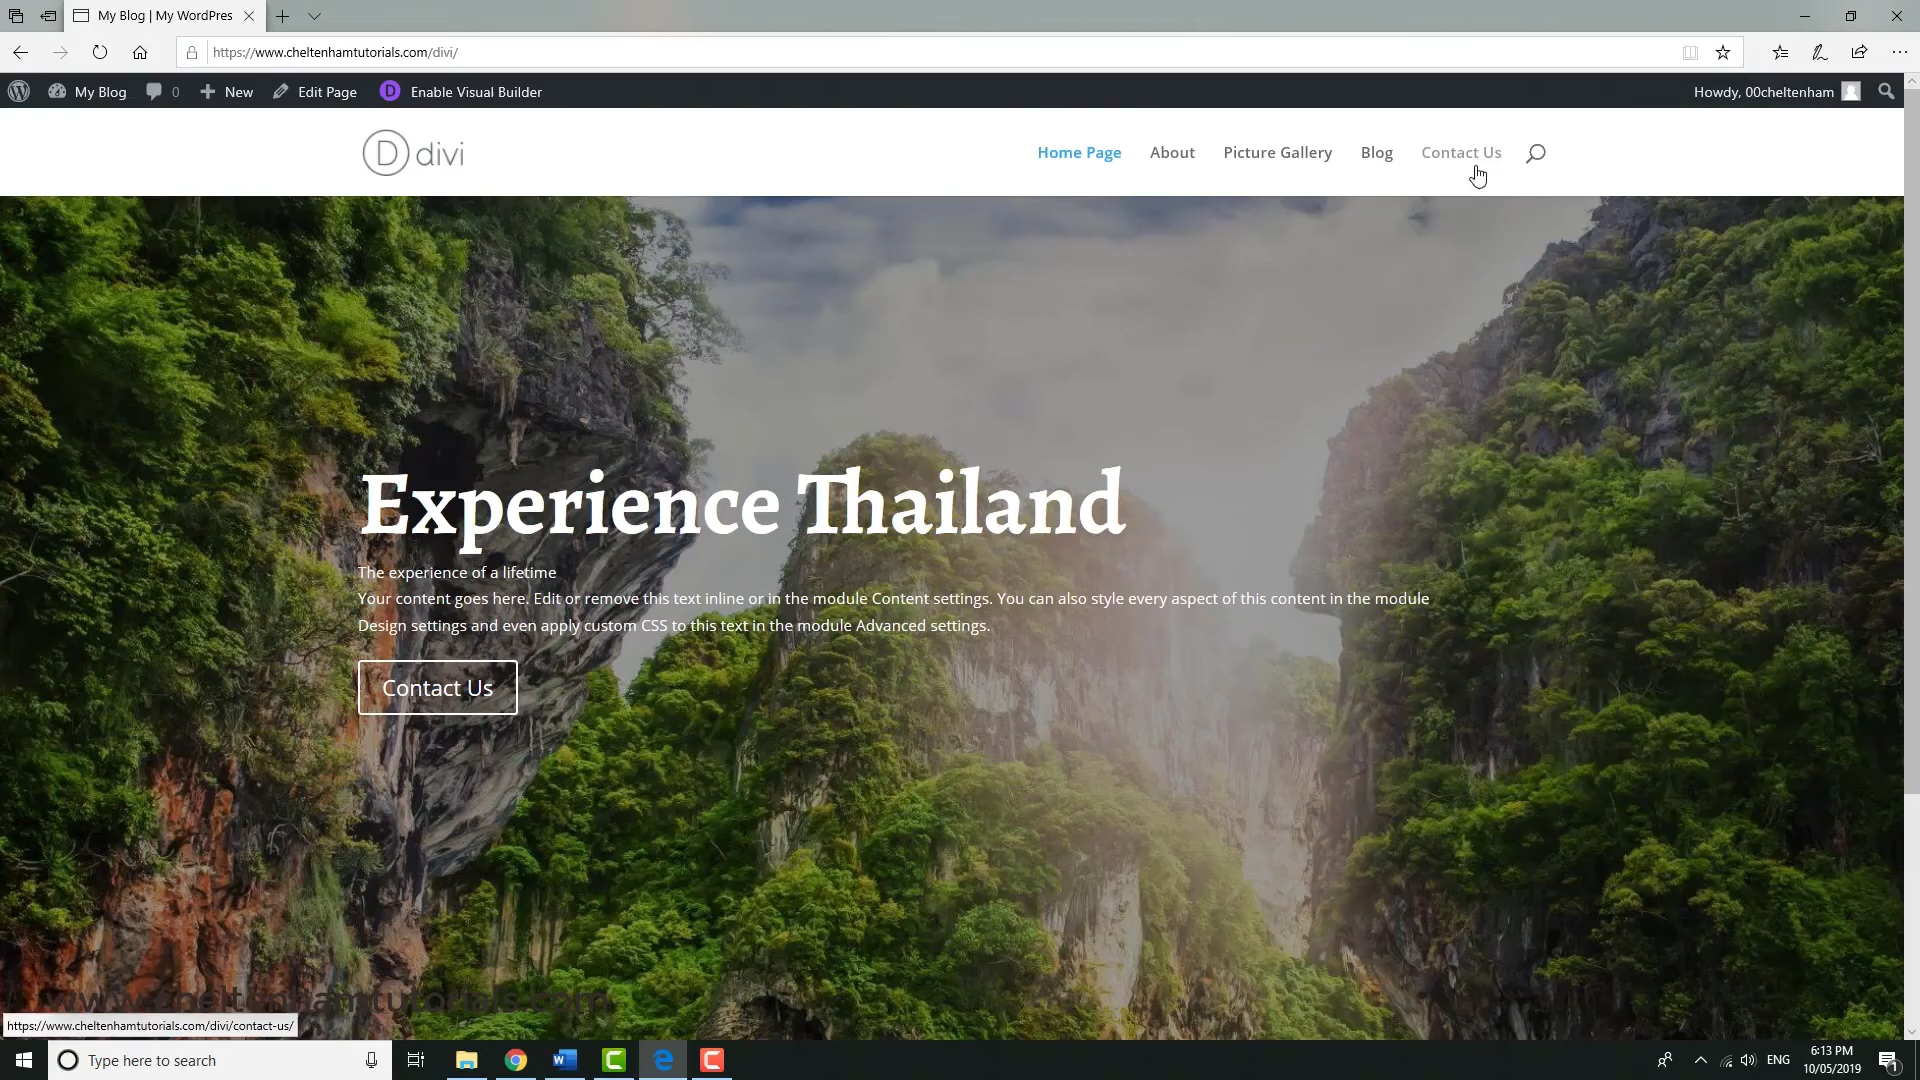 My Blog | My WordPres
https://www.cheltenhamtutorials.com/divi/
My Blog 0 New Edit Page D Enable Visual Builder Howdy, 00cheltenham
D divi Home Page About Picture Gallery Blog Contact Us
Experience Thailand
The experience of a lifetime
Your content goes here. Edit or remove this text inline or in the module Content settings. You can also style every aspect of this content in the module
Design settings and even apply custom CSS to this text in the module Advanced settings.
Contact Us
www.cheltenhamtutorials.com
https://www.cheltenhamtutorials.com/divi/contact-us/
Type here to search ENG 6:13 PM
10/05/2019 1